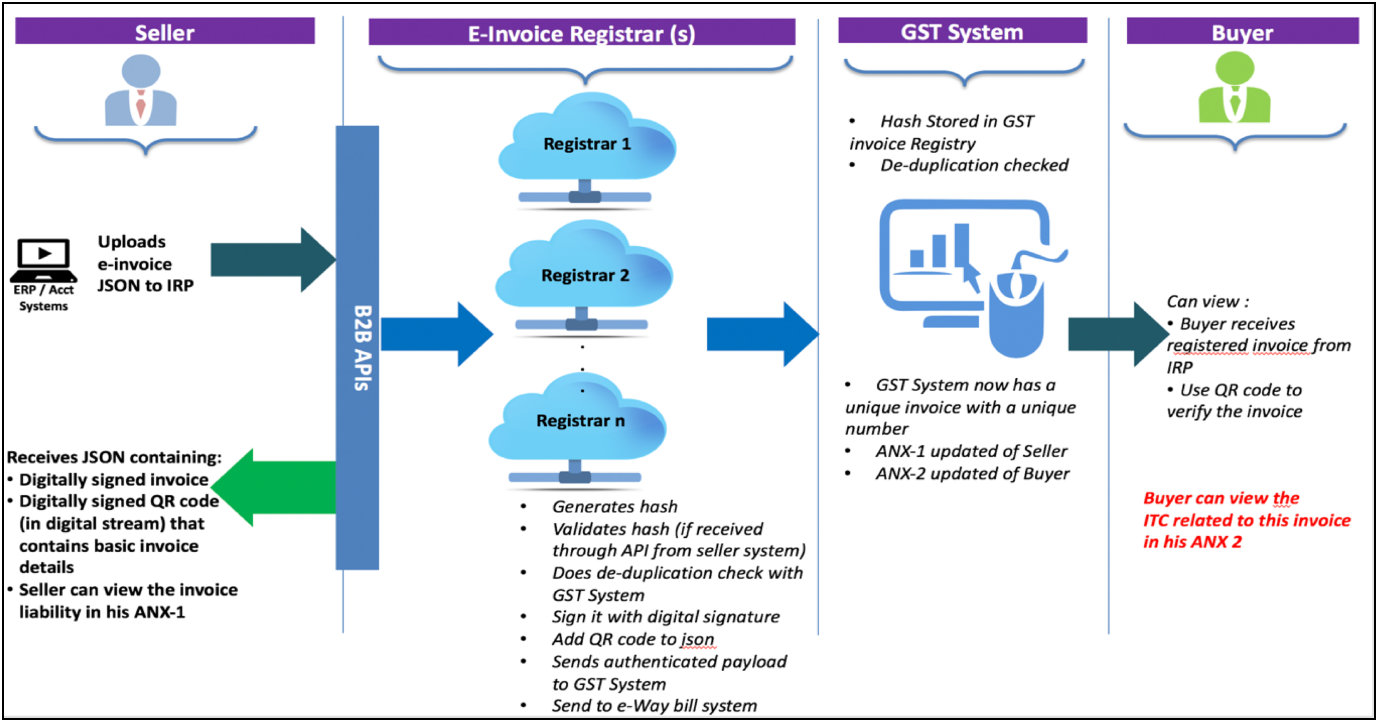 Seller
E-Invoice Registrar (s)
GST System
Buyer
Uploads
e-invoice
JSON to IRP
ERP / Acct
Systems
Receives JSON containing:
• Digitally signed invoice
• Digitally signed QR code
(in digital stream) that
contains basic invoice
details
• Seller can view the invoice
liability in his ANX-1
B2B APIs
Registrar 1
Registrar 2
.
.
.
Registrar n
• Generates hash
• Validates hash (if received
through API from seller system)
• Does de-duplication check with
GST System
• Sign it with digital signature
• Add QR code to json
• Sends authenticated payload
to GST System
• Send to e-Way bill system
• Hash Stored in GST
invoice Registry
• De-duplication checked
• GST System now has a
unique invoice with a unique
number
• ANX-1 updated of Seller
• ANX-2 updated of Buyer
Can view :
• Buyer receives
registered invoice from
IRP
• Use QR code to
verify the invoice
Buyer can view the
ITC related to this invoice
in his ANX 2